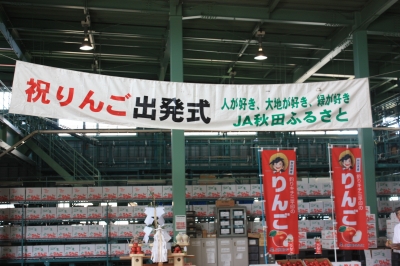 祝りんご出発式
人が好き、大地が好き、緑が好き
JA秋田ふるさと
りんご
りんご